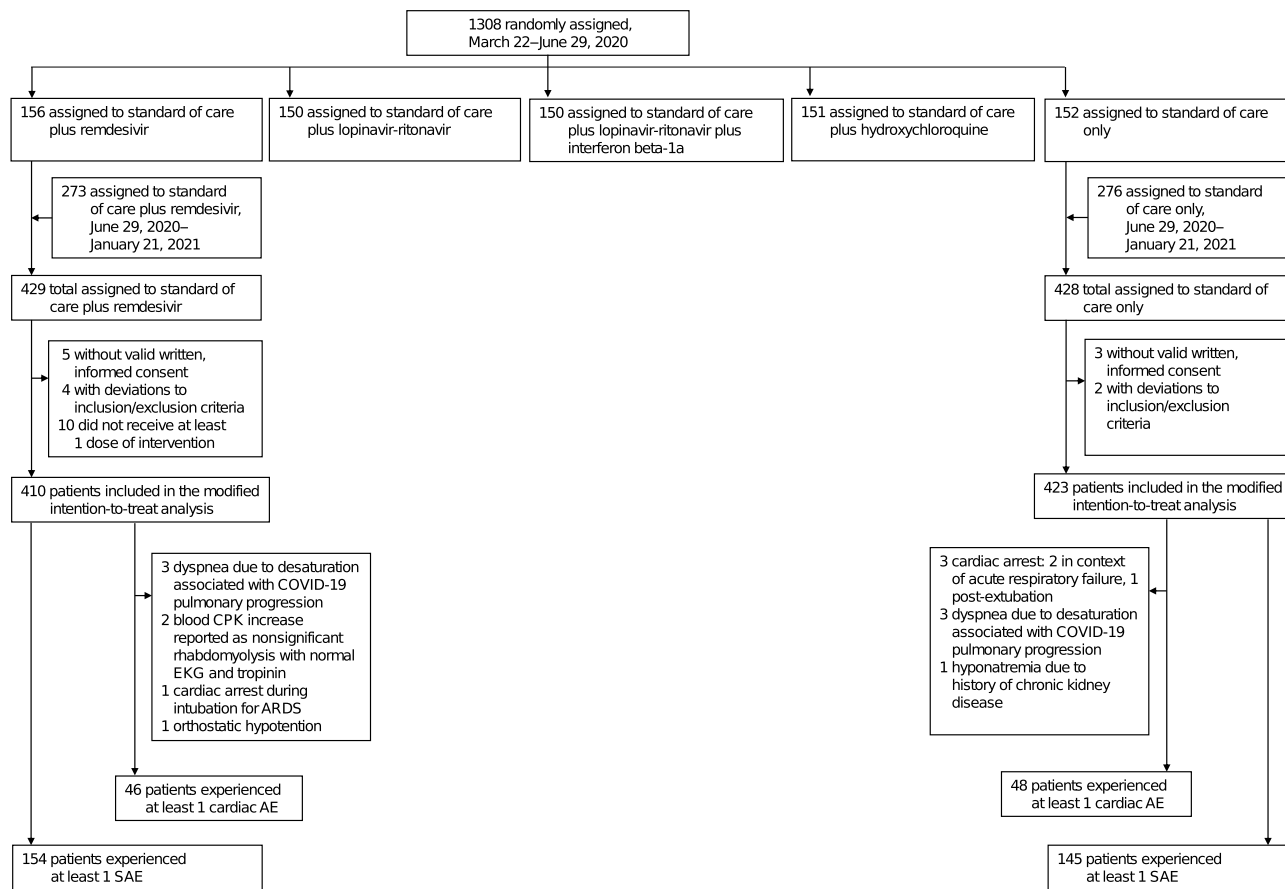 1308 randomly assigned,
March 22–June 29, 2020
156 assigned to standard of care
plus remdesivir
150 assigned to standard of care
plus lopinavir-ritonavir
150 assigned to standard of care
plus lopinavir-ritonavir plus
interferon beta-1a
151 assigned to standard of care
plus hydroxychloroquine
152 assigned to standard of care
only
273 assigned to standard
of care plus remdesivir,
June 29, 2020–
January 21, 2021
276 assigned to standard
of care only,
June 29, 2020–
January 21, 2021
429 total assigned to standard of
care plus remdesivir
428 total assigned to standard of
care only
5 without valid written,
informed consent
4 with deviations to
inclusion/exclusion criteria
10 did not receive at least
1 dose of intervention
3 without valid written,
informed consent
2 with deviations to
inclusion/exclusion
criteria
410 patients included in the modified
intention-to-treat analysis
423 patients included in the modified
intention-to-treat analysis
3 dyspnea due to desaturation
associated with COVID-19
pulmonary progression
2 blood CPK increase
reported as nonsignificant
rhabdomyolysis with normal
EKG and tropinin
1 cardiac arrest during
intubation for ARDS
1 orthostatic hypotention
3 cardiac arrest: 2 in context
of acute respiratory failure, 1
post-extubation
3 dyspnea due to desaturation
associated with COVID-19
pulmonary progression
1 hyponatremia due to
history of chronic kidney
disease
46 patients experienced
at least 1 cardiac AE
48 patients experienced
at least 1 cardiac AE
154 patients experienced
at least 1 SAE
145 patients experienced
at least 1 SAE